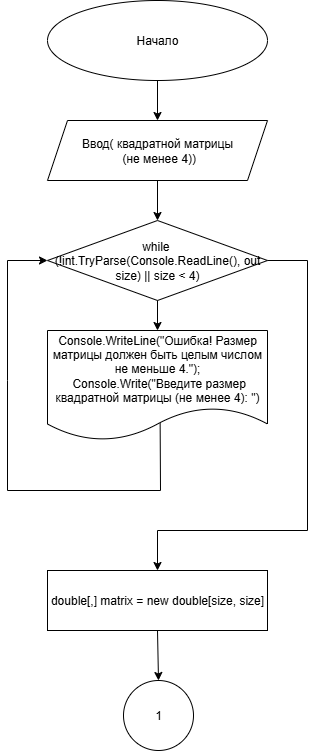 Начало
Ввод( квадратной матрицы
(не менее 4))
while
(!int.TryParse(Console.ReadLine(), out
size) || size < 4)
Console.WriteLine("Ошибка! Размер
матрицы должен быть целым числом
не меньше 4.");
Console.Write("Введите размер
квадратной матрицы (не менее 4): ")
double[,] matrix = new double[size, size]
1